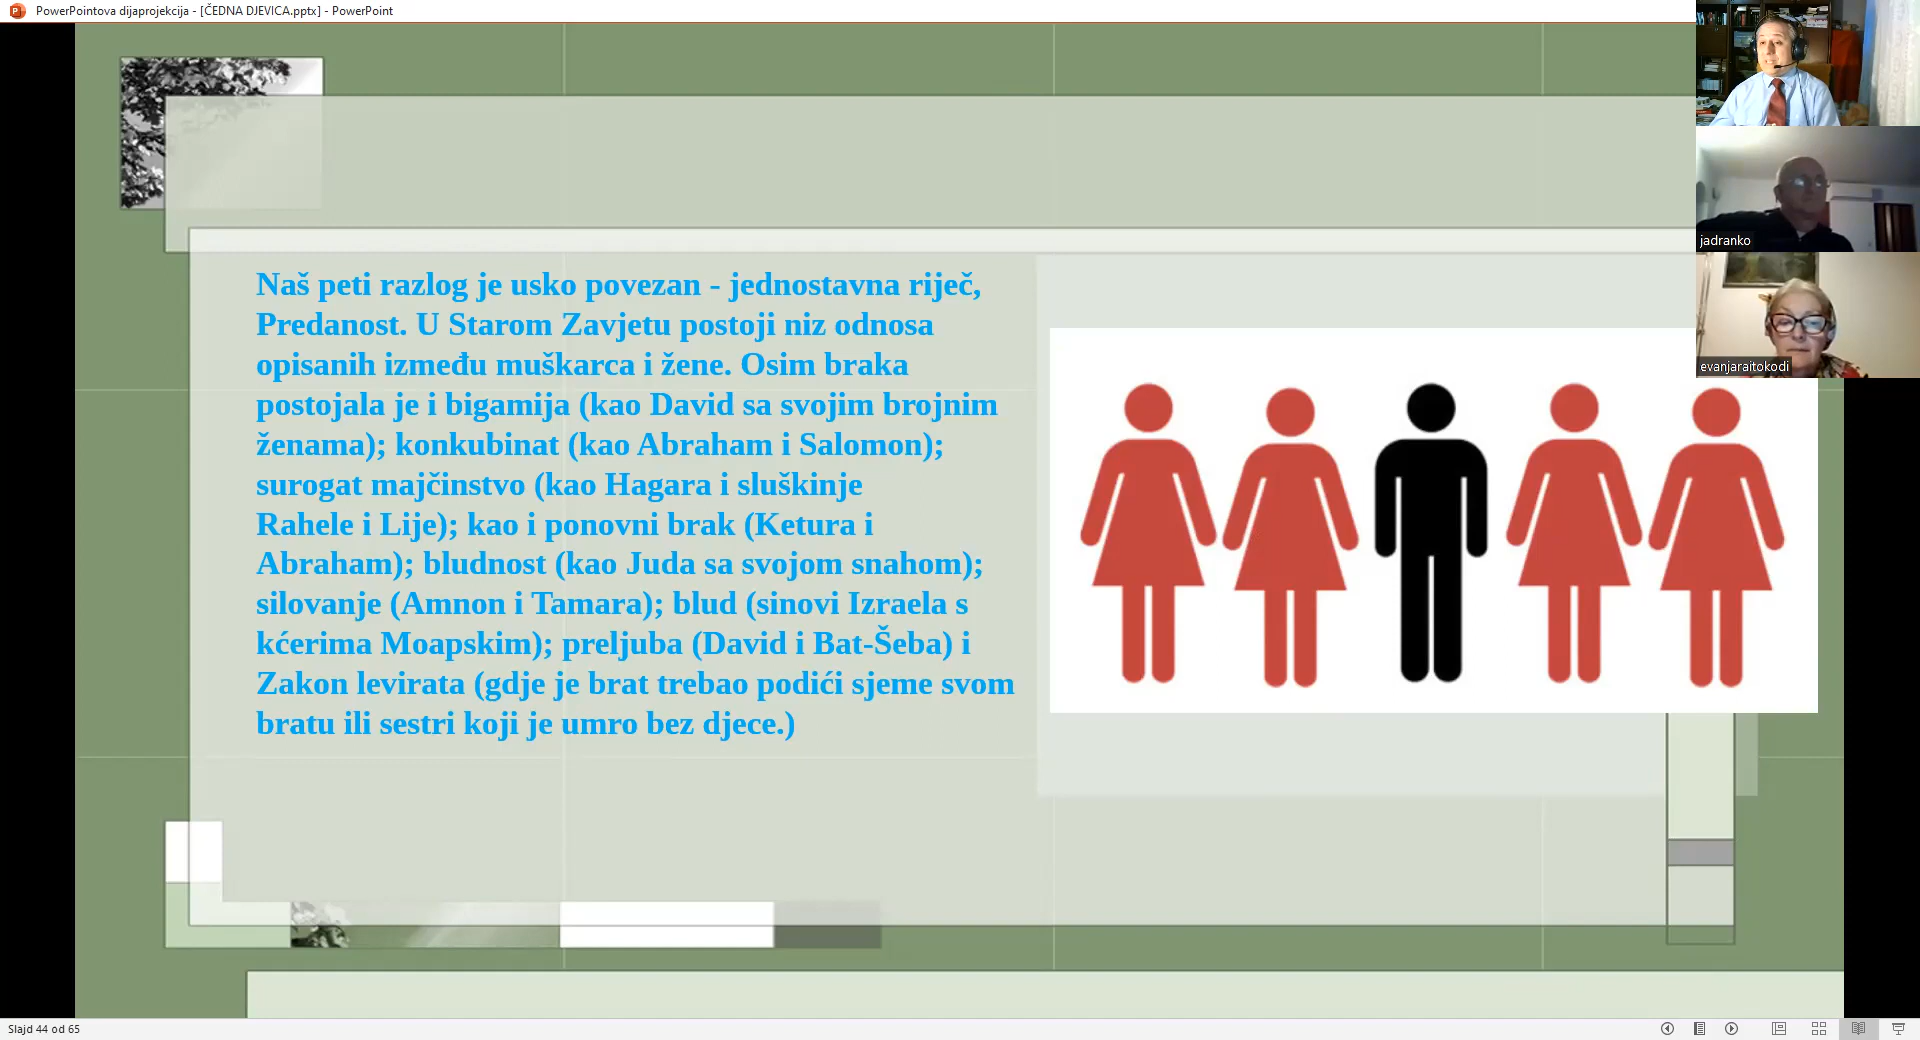 PowerPointova dijaprojekcija - [ČEDNA DJEVICA.pptx] - PowerPoint
jadranko
evanjaraitokodi
Naš peti razlog je usko povezan - jednostavna riječ,
Predanost. U Starom Zavjetu postoji niz odnosa
opisanih između muškarca i žene. Osim braka
postojala je i bigamija (kao David sa svojim brojnim
ženama); konkubinat (kao Abraham i Salomon);
surogat majčinstvo (kao Hagara i sluškinje
Rahele i Lije); kao i ponovni brak (Ketura i
Abraham); bludnost (kao Juda sa svojom snahom);
silovanje (Amnon i Tamara); blud (sinovi Izraela s
kćerima Moapskim); preljuba (David i Bat-Šeba) i
Zakon levirata (gdje je brat trebao podići sjeme svom
bratu ili sestri koji je umro bez djece.)
Slajd 44 od 65